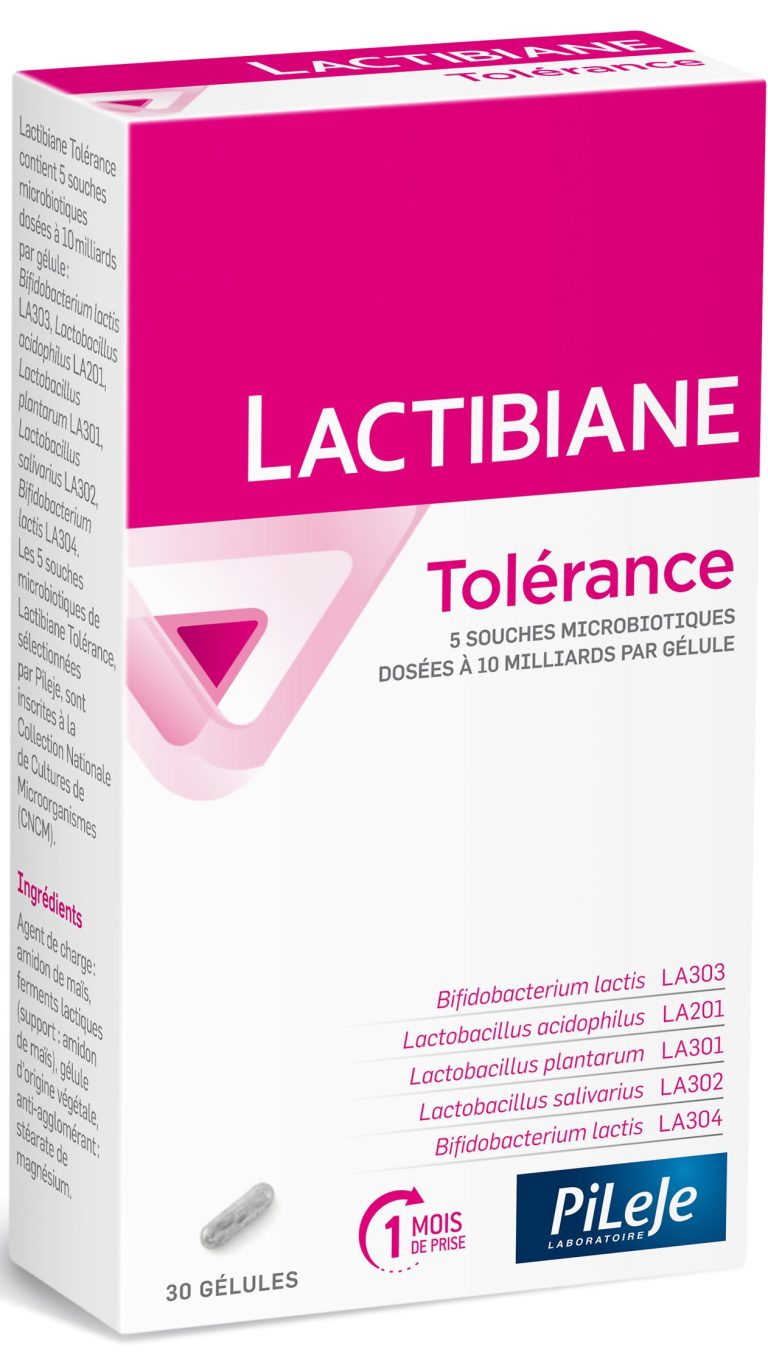 LACTIBIANE
Tolérance
Lactibiane Tolérance
contient 5 souches
microbiotiques
dosées à 10 milliards
par gélule :
Bifidobacterium lactis
LA303, Lactobacillus
acidophilus LA201,
Lactobacillus
plantarum LA301,
Lactobacillus
salivarius LA302,
Bifidobacterium
lactis LA304.
Les 5 souches
microbiotiques de
Lactibiane Tolérance,
sélectionnées
par Pileje, sont
inscrites à la
Collection Nationale
de Cultures de
Microorganismes
(CNCM).
Ingrédients
Agent de charge :
amidon de maïs,
ferments lactiques
(support : amidon
de maïs), gélule
d'origine végétale,
anti-agglomérant :
stéarate de
magnésium.
LACTIBIANE
Tolérance
5 SOUCHES MICROBIOTIQUES
DOSÉES À 10 MILLIARDS PAR GÉLULE
Bifidobacterium lactis LA303
Lactobacillus acidophilus LA201
Lactobacillus plantarum LA301
Lactobacillus salivarius LA302
Bifidobacterium lactis LA304
30 GÉLULES
1 MOIS
DE PRISE
PiLeJe
LABORATOIRE